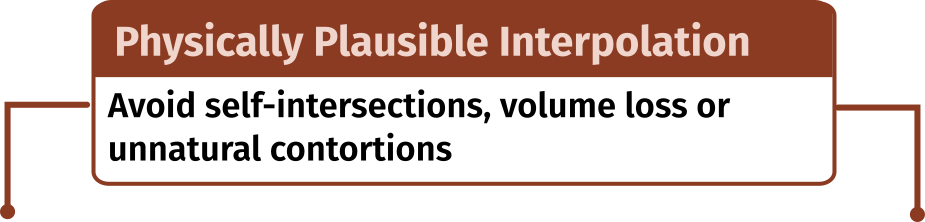 Physically Plausible Interpolation
Avoid self-intersections, volume loss or
unnatural contortions